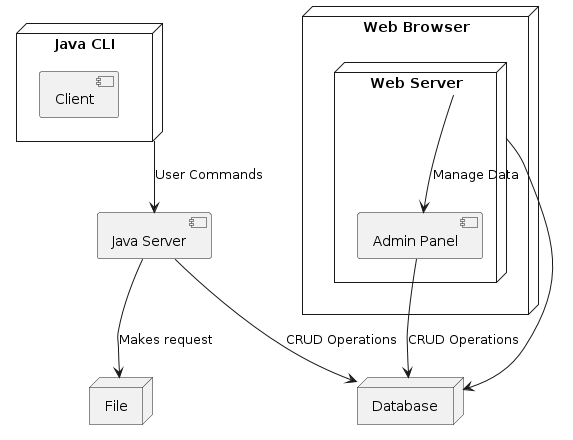 Web Browser
Java CLI
Web Server
Client
User Commands
Manage Data
Java Server
Admin Panel
Makes request
CRUD Operations
CRUD Operations
File
Database